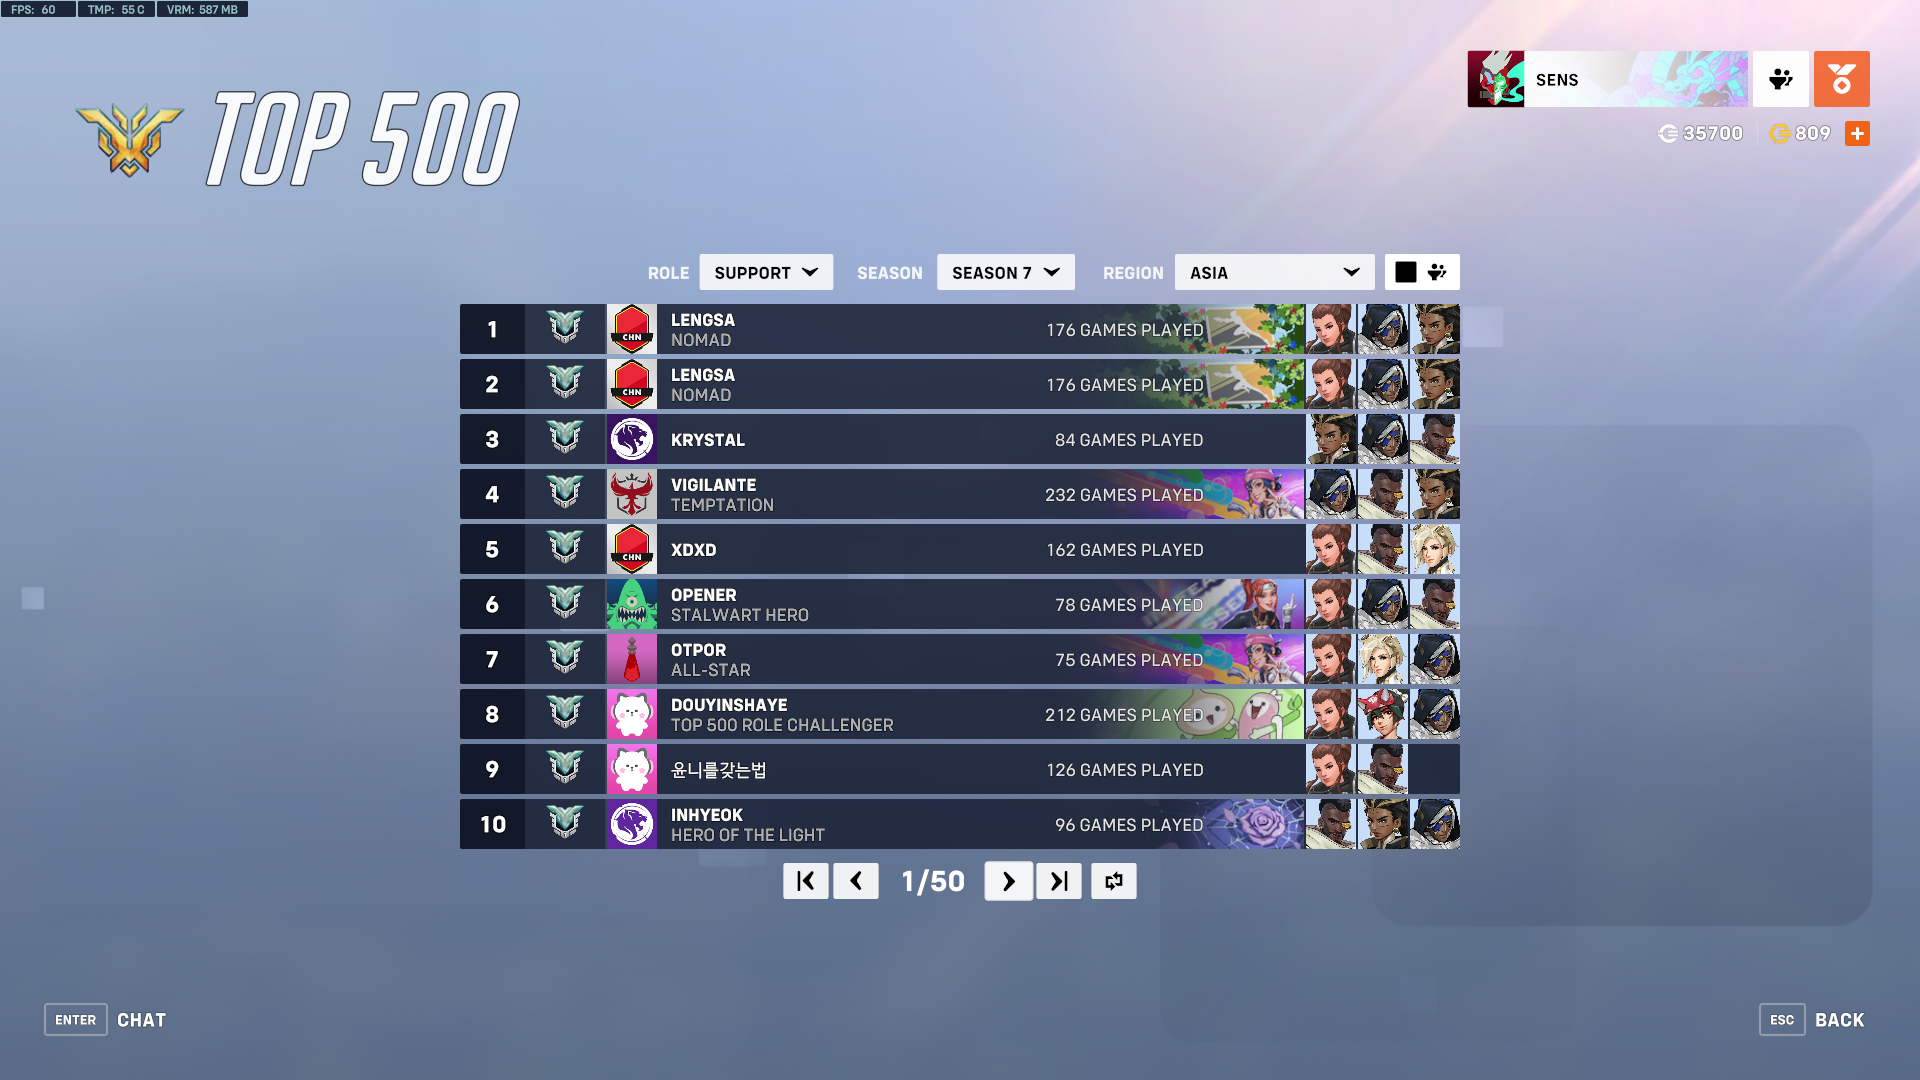 FPS: 60 TMP: 55 C VRM: 587 MB
TOP 500
SENS
35700 809
ROLE SUPPORT SEASON SEASON 7 REGION ASIA
1 CHN LENGSA 176 GAMES PLAYED
NOMAD
2 CHN LENGSA 176 GAMES PLAYED
NOMAD
3 KRYSTAL 84 GAMES PLAYED
4 VIGILANTE 232 GAMES PLAYED
TEMPTATION
5 CHN XDXD 162 GAMES PLAYED
6 OPENER 78 GAMES PLAYED
STALWART HERO
7 OTPOR 75 GAMES PLAYED
ALL-STAR
8 DOUYINSHAYE 212 GAMES PLAYED
TOP 500 ROLE CHALLENGER
9 윤니를갖는법 126 GAMES PLAYED
10 INHYEOK 96 GAMES PLAYED
HERO OF THE LIGHT
1/50
ENTER CHAT
ESC BACK